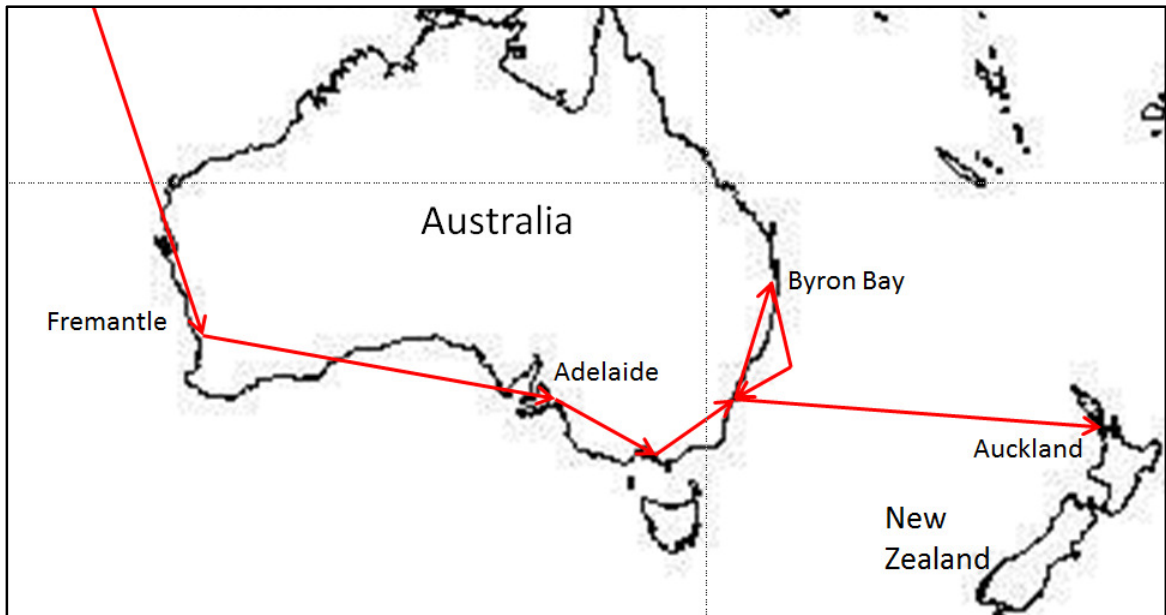 Australia
Byron Bay
Fremantle
Adelaide
Auckland
New
Zealand